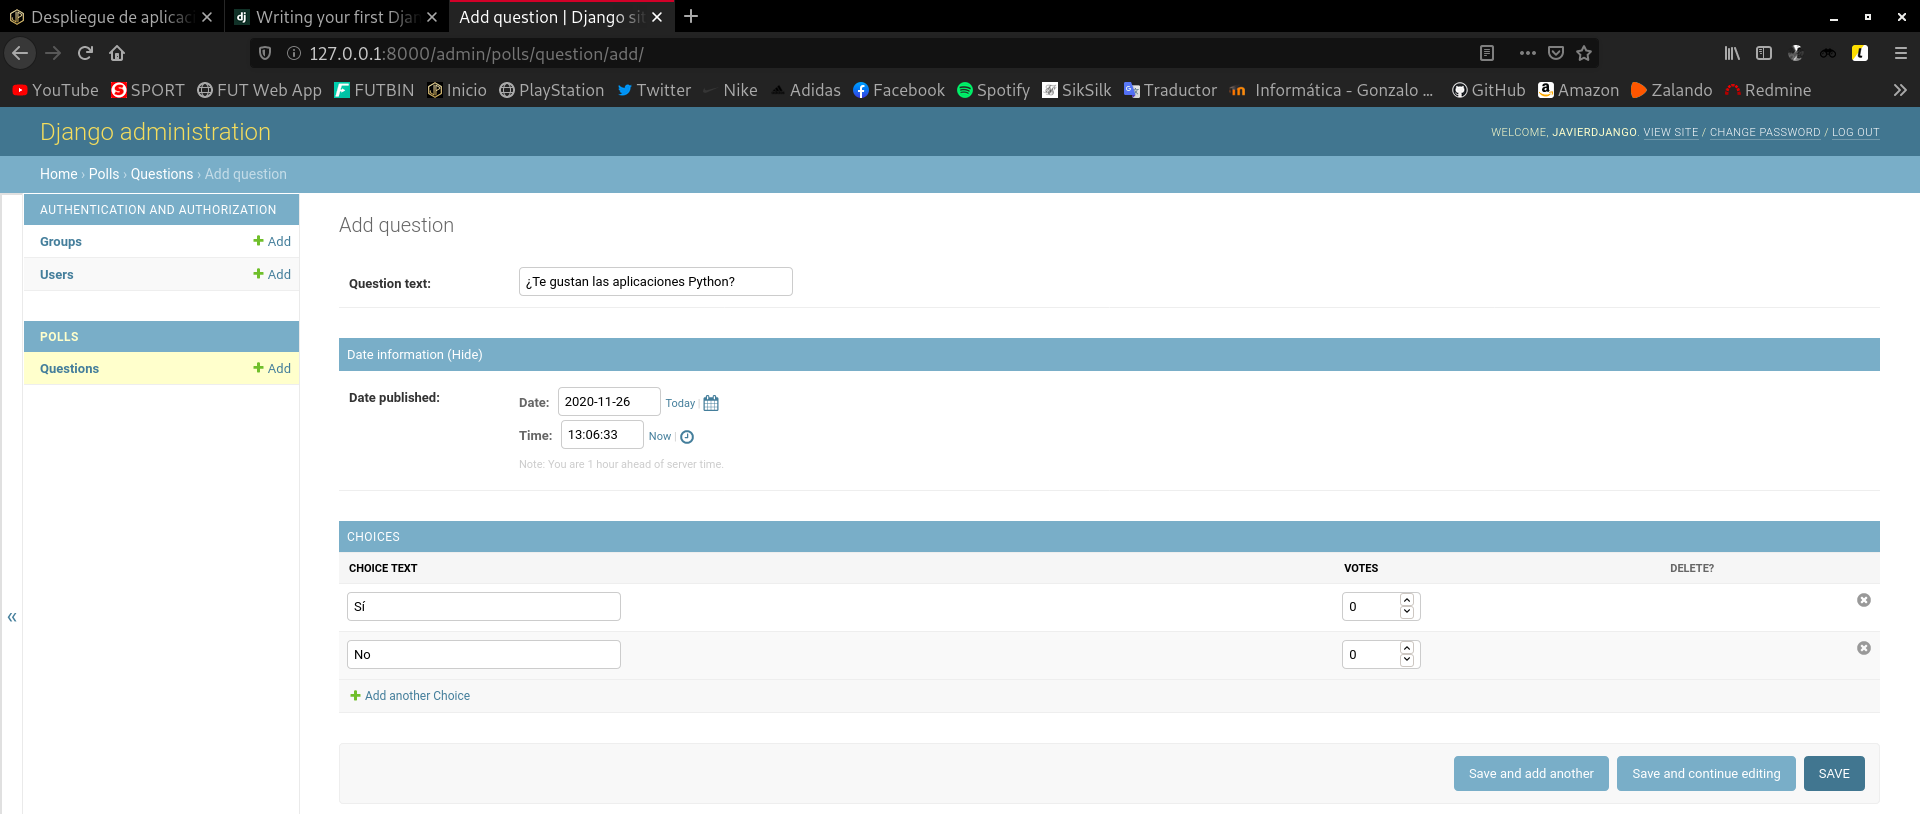 Despliegue de aplicac
Writing your first Djan
Add question | Django sit
127.0.0.1:8000/admin/polls/question/add/
YouTube SPORT FUT Web App FUTBIN Inicio PlayStation Twitter Nike Adidas Facebook Spotify SikSilk Traductor Informática - Gonzalo ... GitHub Amazon Zalando Redmine
Django administration
WELCOME, JAVIERDJANGO. VIEW SITE / CHANGE PASSWORD / LOG OUT
Home › Polls › Questions › Add question
AUTHENTICATION AND AUTHORIZATION
Groups Add
Users Add
POLLS
Questions Add
Add question
Question text: ¿Te gustan las aplicaciones Python?
Date information (Hide)
Date published:
Date: 2020-11-26 Today |
Time: 13:06:33 Now |
Note: You are 1 hour ahead of server time.
CHOICES
CHOICE TEXT VOTES DELETE?
Sí 0
No 0
Add another Choice
Save and add another Save and continue editing SAVE